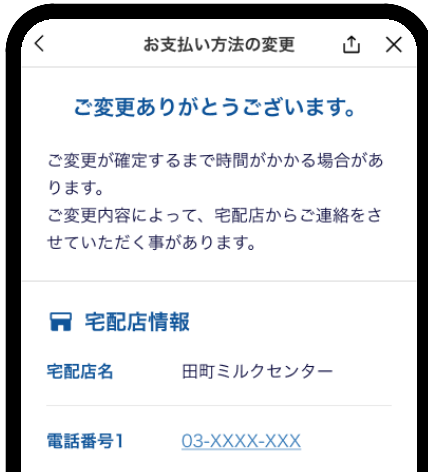 お支払い方法の変更
ご変更ありがとうございます。
ご変更が確定するまで時間がかかる場合があ
ります。
ご変更内容によって、宅配店からご連絡をさ
せていただく事があります。
宅配店情報
宅配店名 田町ミルクセンター
電話番号1 03-XXXX-XXX